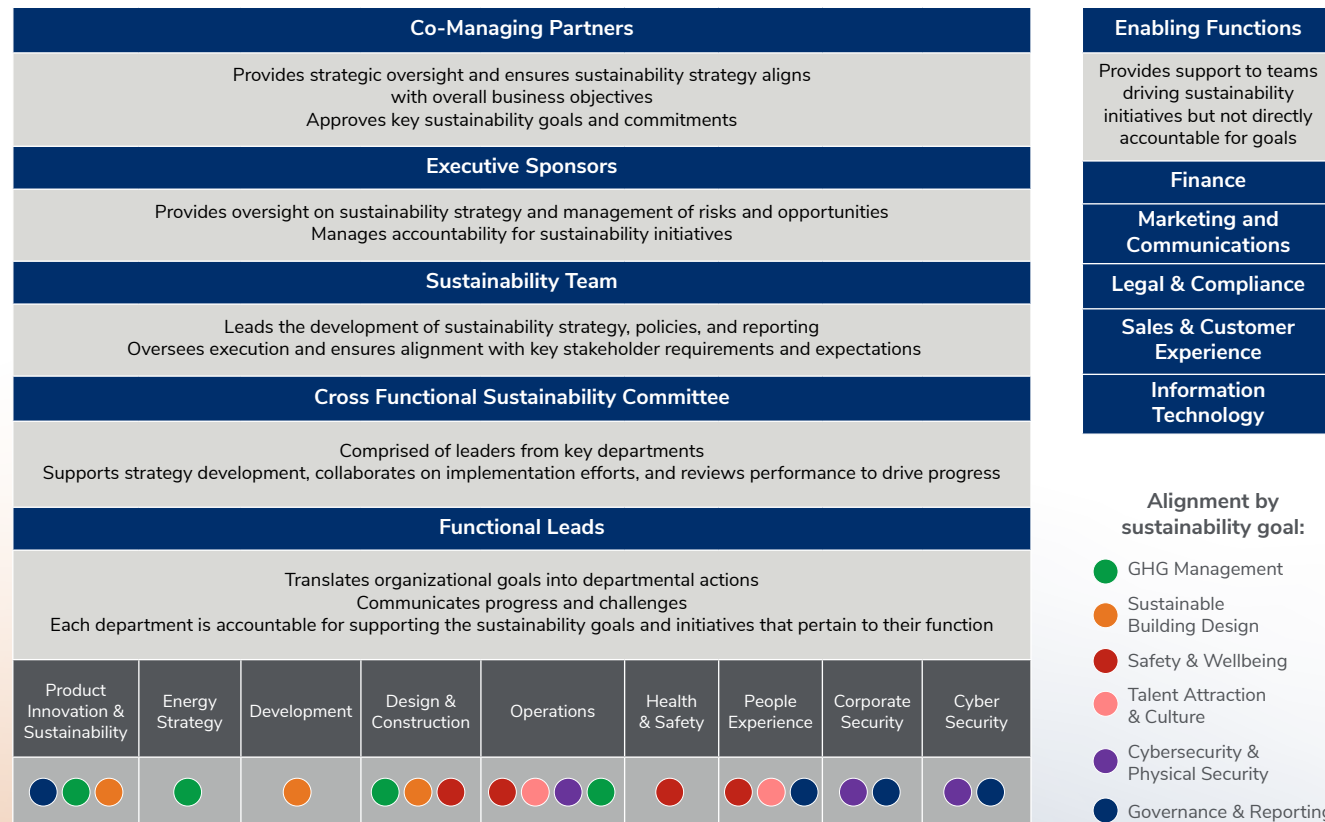 Co-Managing Partners
Provides strategic oversight and ensures sustainability strategy aligns
with overall business objectives
Approves key sustainability goals and commitments
Executive Sponsors
Provides oversight on sustainability strategy and management of risks and opportunities
Manages accountability for sustainability initiatives
Sustainability Team
Leads the development of sustainability strategy, policies, and reporting
Oversees execution and ensures alignment with key stakeholder requirements and expectations
Cross Functional Sustainability Committee
Comprised of leaders from key departments
Supports strategy development, collaborates on implementation efforts, and reviews performance to drive progress
Functional Leads
Translates organizational goals into departmental actions
Communicates progress and challenges
Each department is accountable for supporting the sustainability goals and initiatives that pertain to their function
Product
Innovation &
Sustainability
Energy
Strategy
Development
Design &
Construction
Operations
Health
& Safety
People
Experience
Corporate
Security
Cyber
Security
Enabling Functions
Provides support to teams
driving sustainability
initiatives but not directly
accountable for goals
Finance
Marketing and
Communications
Legal & Compliance
Sales & Customer
Experience
Information
Technology
Alignment by
sustainability goal:
GHG Management
Sustainable
Building Design
Safety & Wellbeing
Talent Attraction
& Culture
Cybersecurity &
Physical Security
Governance & Reporting